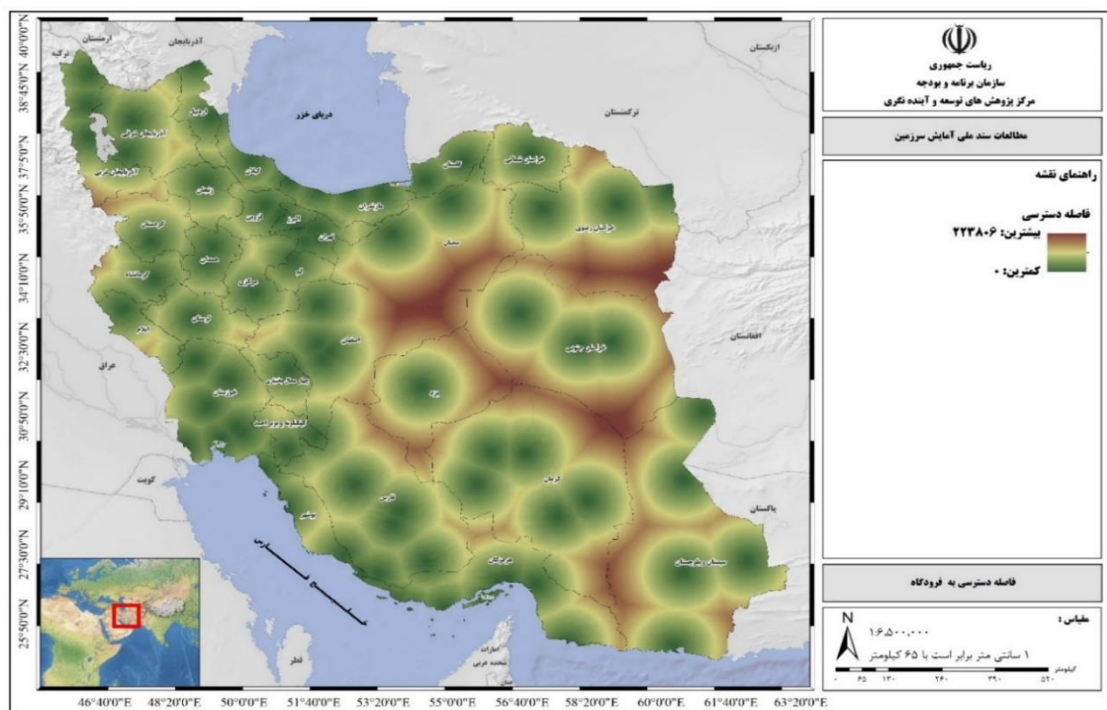 ریاست جمهوری
سازمان برنامه و بودجه
مرکز پژوهش های توسعه و آینده نگری
مطالعات سند ملی آمایش سرزمین
راهنمای نقشه
فاصله دسترسی
بیشترین: ۲۲۳۸۰۶
کمترین: ۰
فاصله دسترسی به فرودگاه
مقیاس :
N
۱:۶,۵۰۰,۰۰۰
۱ سانتی متر برابر است با ۶۵ کیلومتر
کیلومتر
۰ ۶۵ ۱۳۰ ۲۶۰ ۳۹۰ ۵۲۰
ارمنستان
آذربایجان
ترکیه
ازبکستان
ترکمنستان
دریای خزر
افغانستان
پاکستان
عراق
کویت
قطر
امارات
متحده عربی
خلیج فارس
اردبیل
آذربایجان شرقی
آذربایجان غربی
گیلان
زنجان
قزوین
البرز
تهران
مازندران
گلستان
خراسان شمالی
خراسان رضوی
سمنان
کردستان
همدان
کرمانشاه
مرکزی
قم
لرستان
ایلام
اصفهان
خراسان جنوبی
یزد
چهار محال بختیاری
خوزستان
کهگیلویه و بویر احمد
فارس
کرمان
بوشهر
هرمزگان
سیستان و بلوچستان
40°0'0"N
38°45'0"N
37°5'0"N
35°50'0"N
34°10'0"N
32°30'0"N
30°50'0"N
29°10'0"N
27°30'0"N
25°50'0"N
46°40'0"E 48°20'0"E 50°0'0"E 51°40'0"E 53°20'0"E 55°0'0"E 56°40'0"E 58°20'0"E 60°0'0"E 61°40'0"E 63°20'0"E